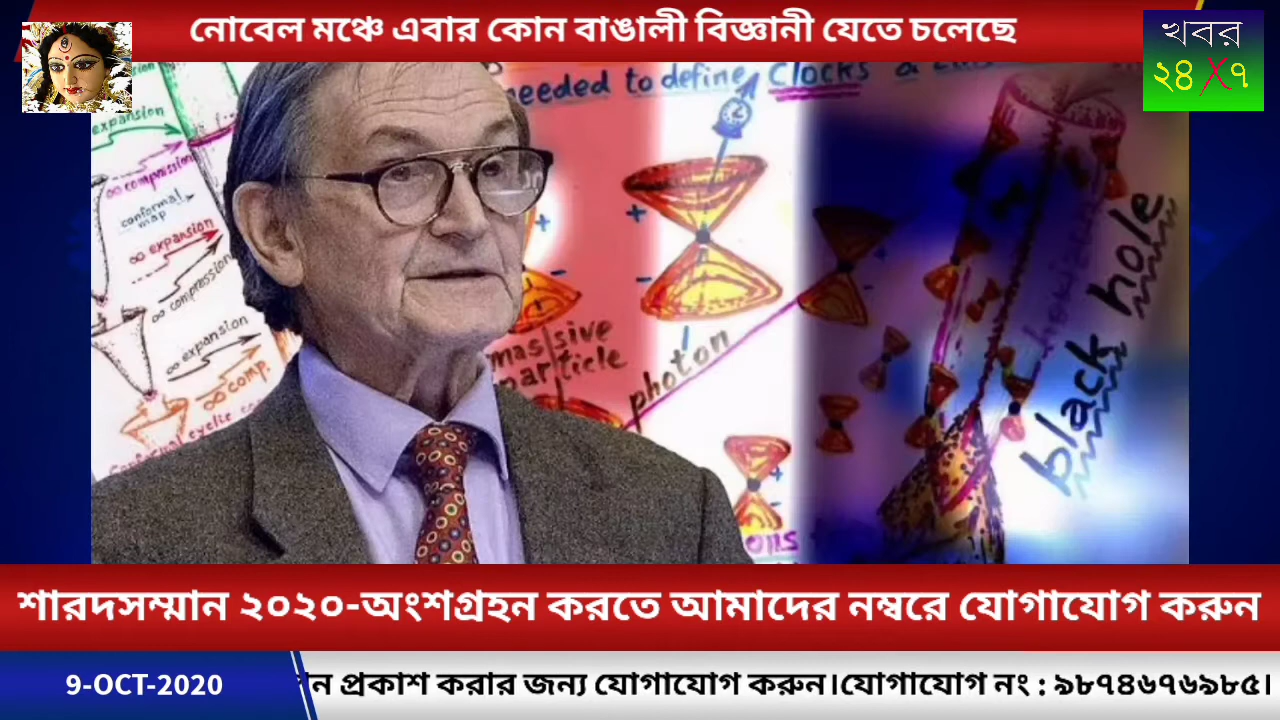 নোবেল মঞ্চে এবার কোন বাঙালী বিজ্ঞানী যেতে চলেছে
খবর
২৪X৭
needed to define Clocks &
expansion
∞ compression
conformal map
∞ expansion
∞ compression
∞ expansion
∞ comp.
massive
particle
photon
black hole
শারদসম্মান ২০২০-অংশগ্রহন করতে আমাদের নম্বরে যোগাযোগ করুন
9-OCT-2020
প্রকাশ করার জন্য যোগাযোগ করুন।যোগাযোগ নং : ৯৮৭৪৬৭৬৯৮৫।